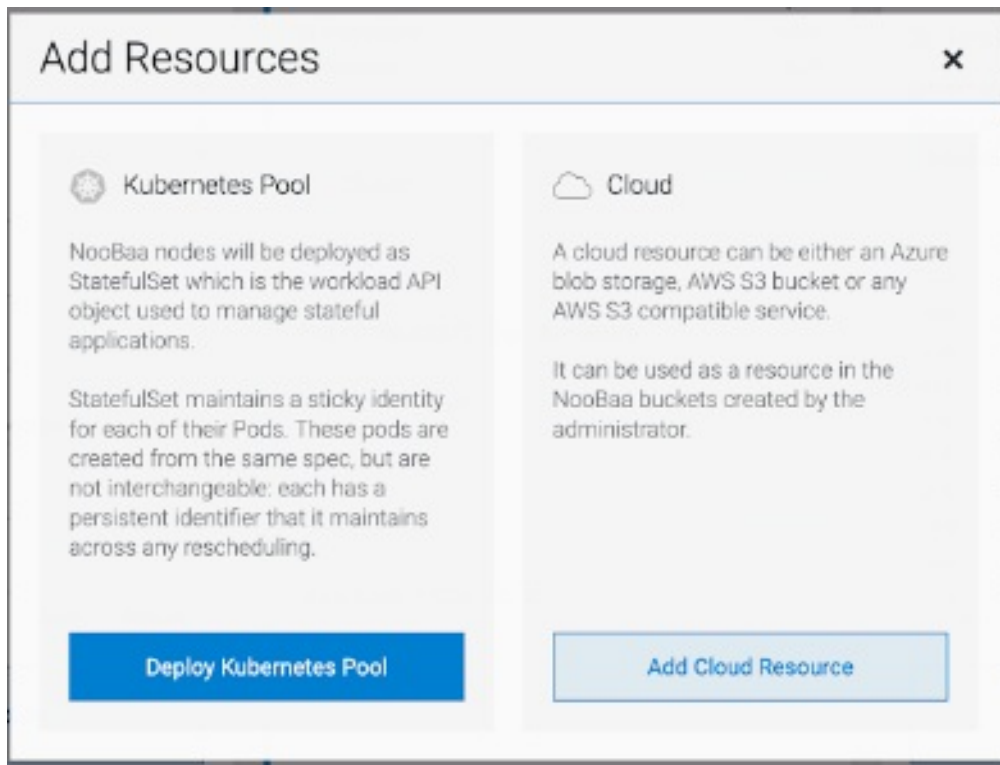 Add Resources
Kubernetes Pool
NooBaa nodes will be deployed as
StatefulSet which is the workload API
object used to manage stateful
applications.
StatefulSet maintains a sticky identity
for each of their Pods. These pods are
created from the same spec, but are
not interchangeable: each has a
persistent identifier that it maintains
across any rescheduling.
Deploy Kubernetes Pool
Cloud
A cloud resource can be either an Azure
blob storage, AWS S3 bucket or any
AWS S3 compatible service.
It can be used as a resource in the
NooBaa buckets created by the
administrator.
Add Cloud Resource